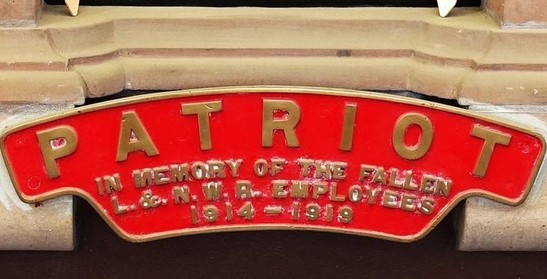 PATRIOT
IN MEMORY OF THE FALLEN
L. & N. W. R. EMPLOYEES
1914 – 1919